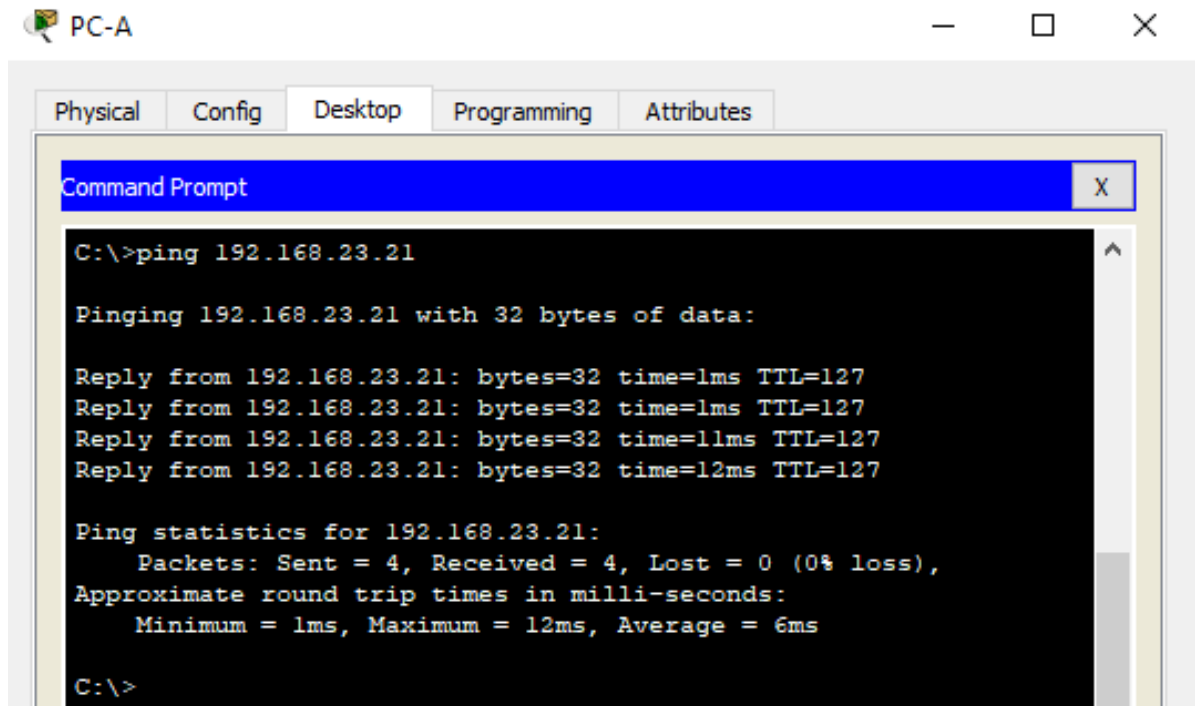 PC-A
Physical Config Desktop Programming Attributes
Command Prompt X
C:\>ping 192.168.23.21
Pinging 192.168.23.21 with 32 bytes of data:
Reply from 192.168.23.21: bytes=32 time=1ms TTL=127
Reply from 192.168.23.21: bytes=32 time=1ms TTL=127
Reply from 192.168.23.21: bytes=32 time=11ms TTL=127
Reply from 192.168.23.21: bytes=32 time=12ms TTL=127
Ping statistics for 192.168.23.21:
Packets: Sent = 4, Received = 4, Lost = 0 (0% loss),
Approximate round trip times in milli-seconds:
Minimum = 1ms, Maximum = 12ms, Average = 6ms
C:\>